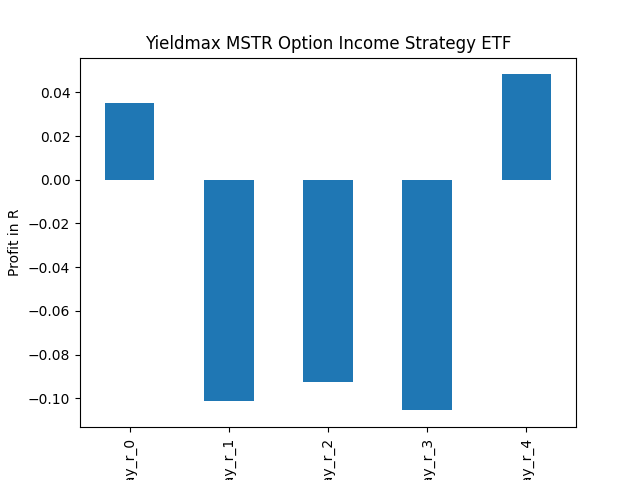 Yieldmax MSTR Option Income Strategy ETF
Profit in R
0.04
0.02
0.00
−0.02
−0.04
−0.06
−0.08
−0.10
ay_r_0
ay_r_1
ay_r_2
ay_r_3
ay_r_4